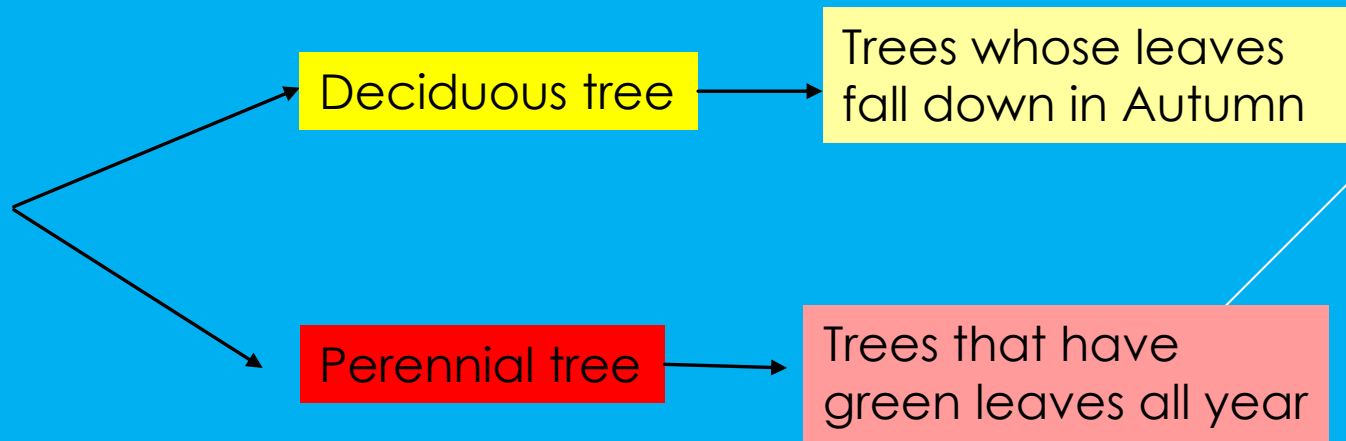 Deciduous tree
Trees whose leaves
fall down in Autumn
Perennial tree
Trees that have
green leaves all year